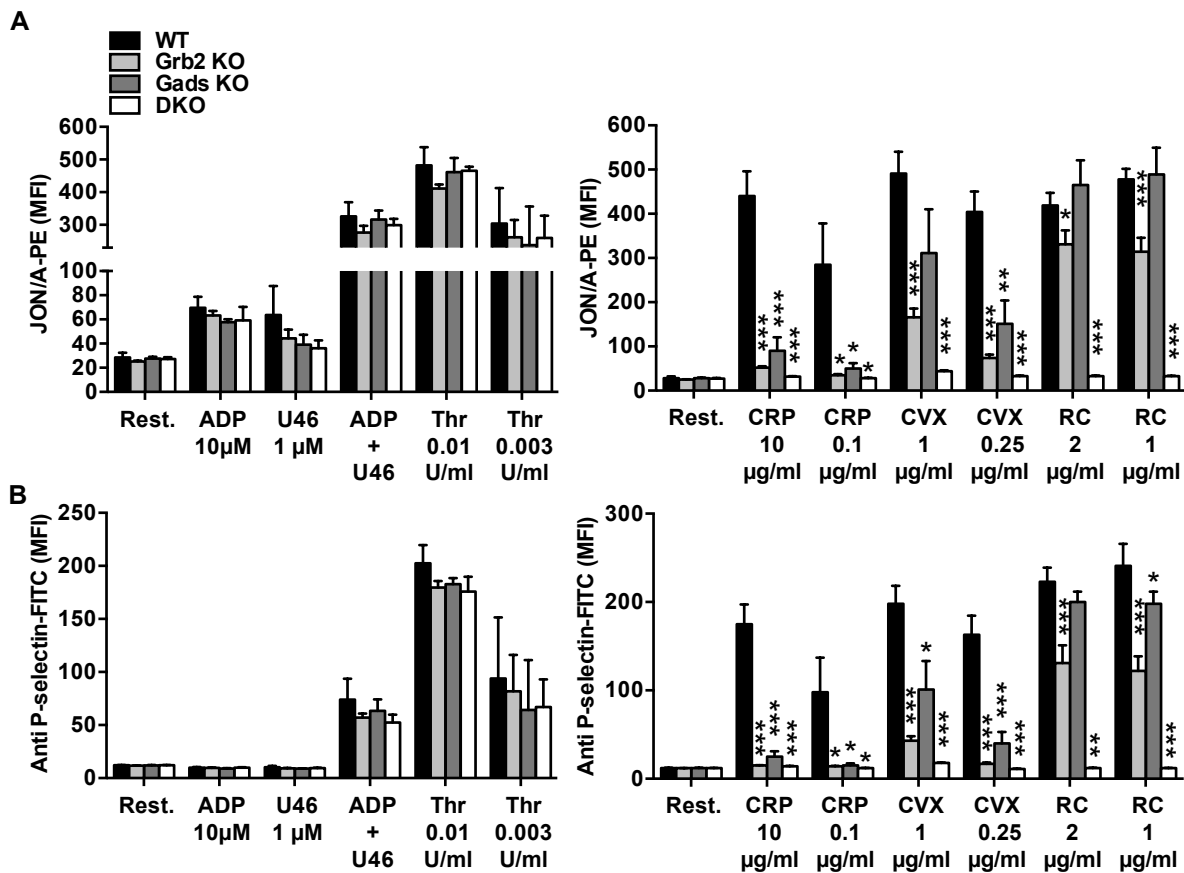 A
WT
Grb2 KO
Gads KO
DKO
JON/A-PE (MFI)
600
500
400
300
100
80
60
40
20
0
Rest.
ADP
10µM
U46
1 µM
ADP
+
U46
Thr
0.01
U/ml
Thr
0.003
U/ml
JON/A-PE (MFI)
600
500
400
300
200
100
0
***
***
***
*
*
*
***
***
***
**
***
*
***
***
***
Rest.
CRP
10
µg/ml
CRP
0.1
µg/ml
CVX
1
µg/ml
CVX
0.25
µg/ml
RC
2
µg/ml
RC
1
µg/ml
B
Anti P-selectin-FITC (MFI)
250
200
150
100
50
0
Rest.
ADP
10µM
U46
1 µM
ADP
+
U46
Thr
0.01
U/ml
Thr
0.003
U/ml
Anti P-selectin-FITC (MFI)
300
200
100
0
***
***
***
*
*
*
***
*
***
***
***
***
***
**
***
*
***
Rest.
CRP
10
µg/ml
CRP
0.1
µg/ml
CVX
1
µg/ml
CVX
0.25
µg/ml
RC
2
µg/ml
RC
1
µg/ml